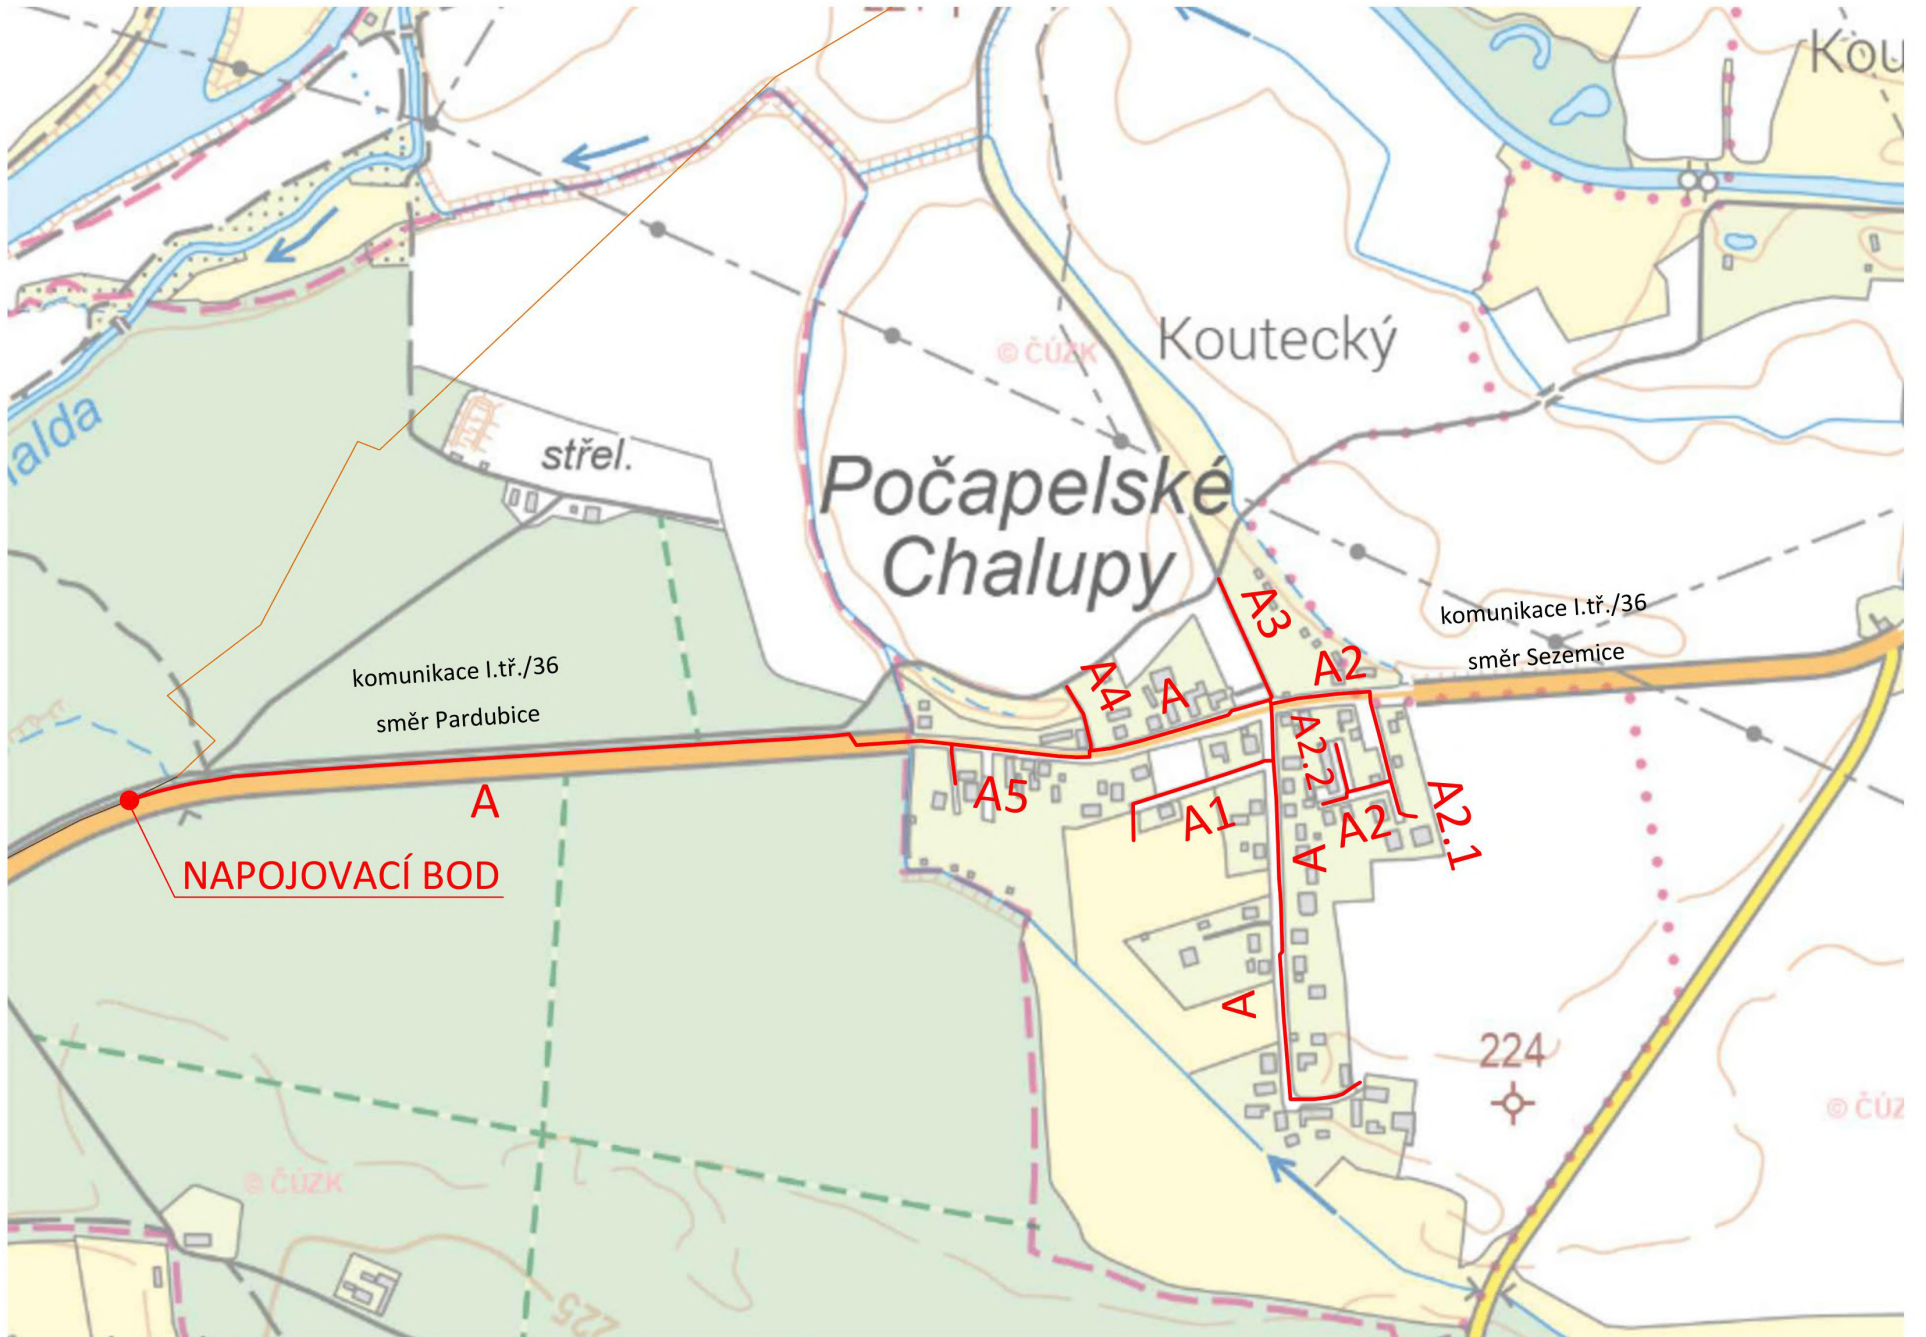 Kou
Koutecký
© ČÚZK
alda
střel.
Počapelské
Chalupy
komunikace I.tř./36
směr Sezemice
komunikace I.tř./36
směr Pardubice
A3
A2
A4
A
A2.2
A5
A
A1
A2
A2.1
A
NAPOJOVACÍ BOD
A
224
© ČÚZ
© ČÚZK
225